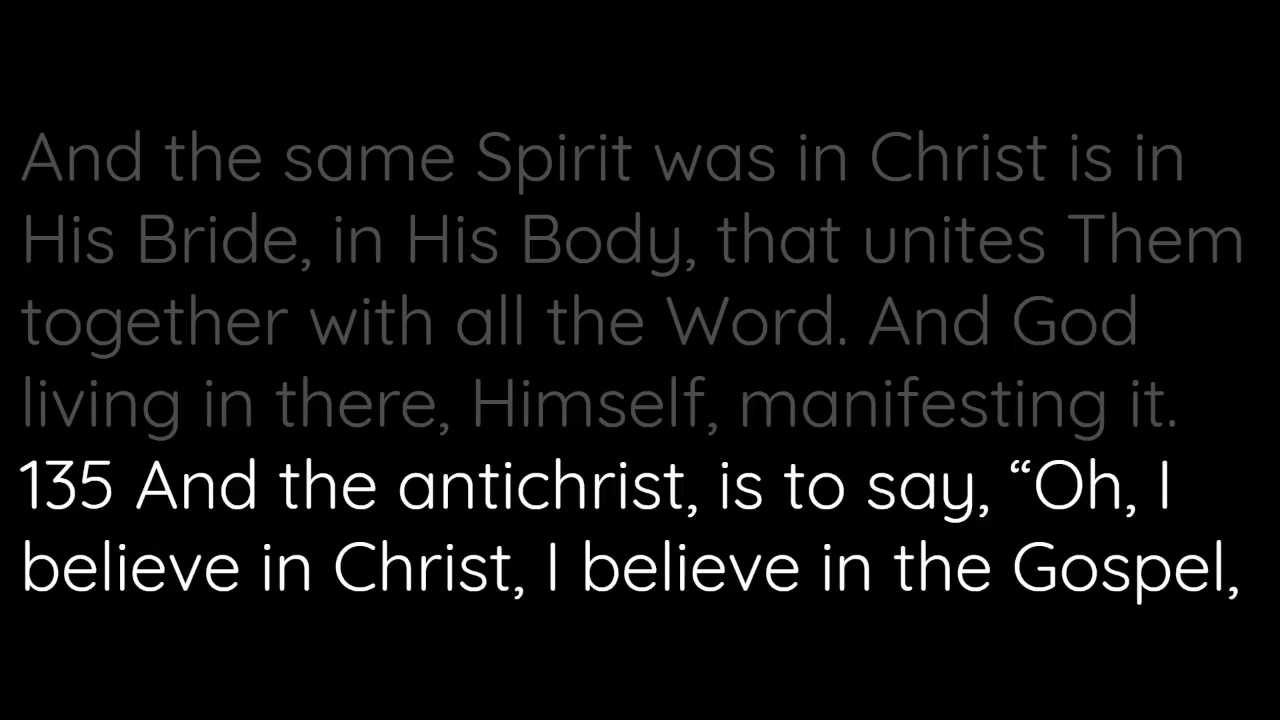 And the same Spirit was in Christ is in
His Bride, in His Body, that unites Them
together with all the Word. And God
living in there, Himself, manifesting it.
135 And the antichrist, is to say, “Oh, I
believe in Christ, I believe in the Gospel,